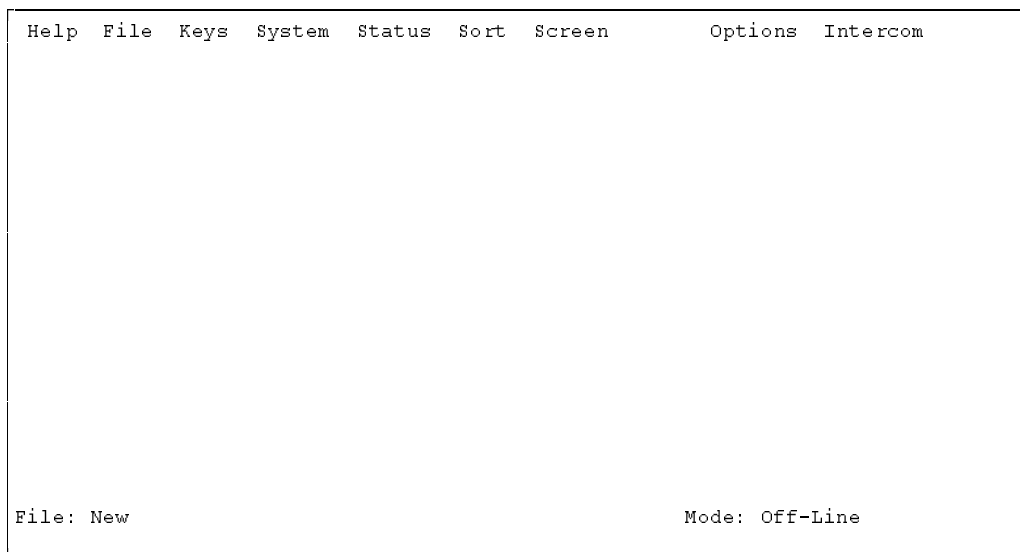 Help File Keys System Status Sort Screen Options Intercom
File: New Mode: Off-Line